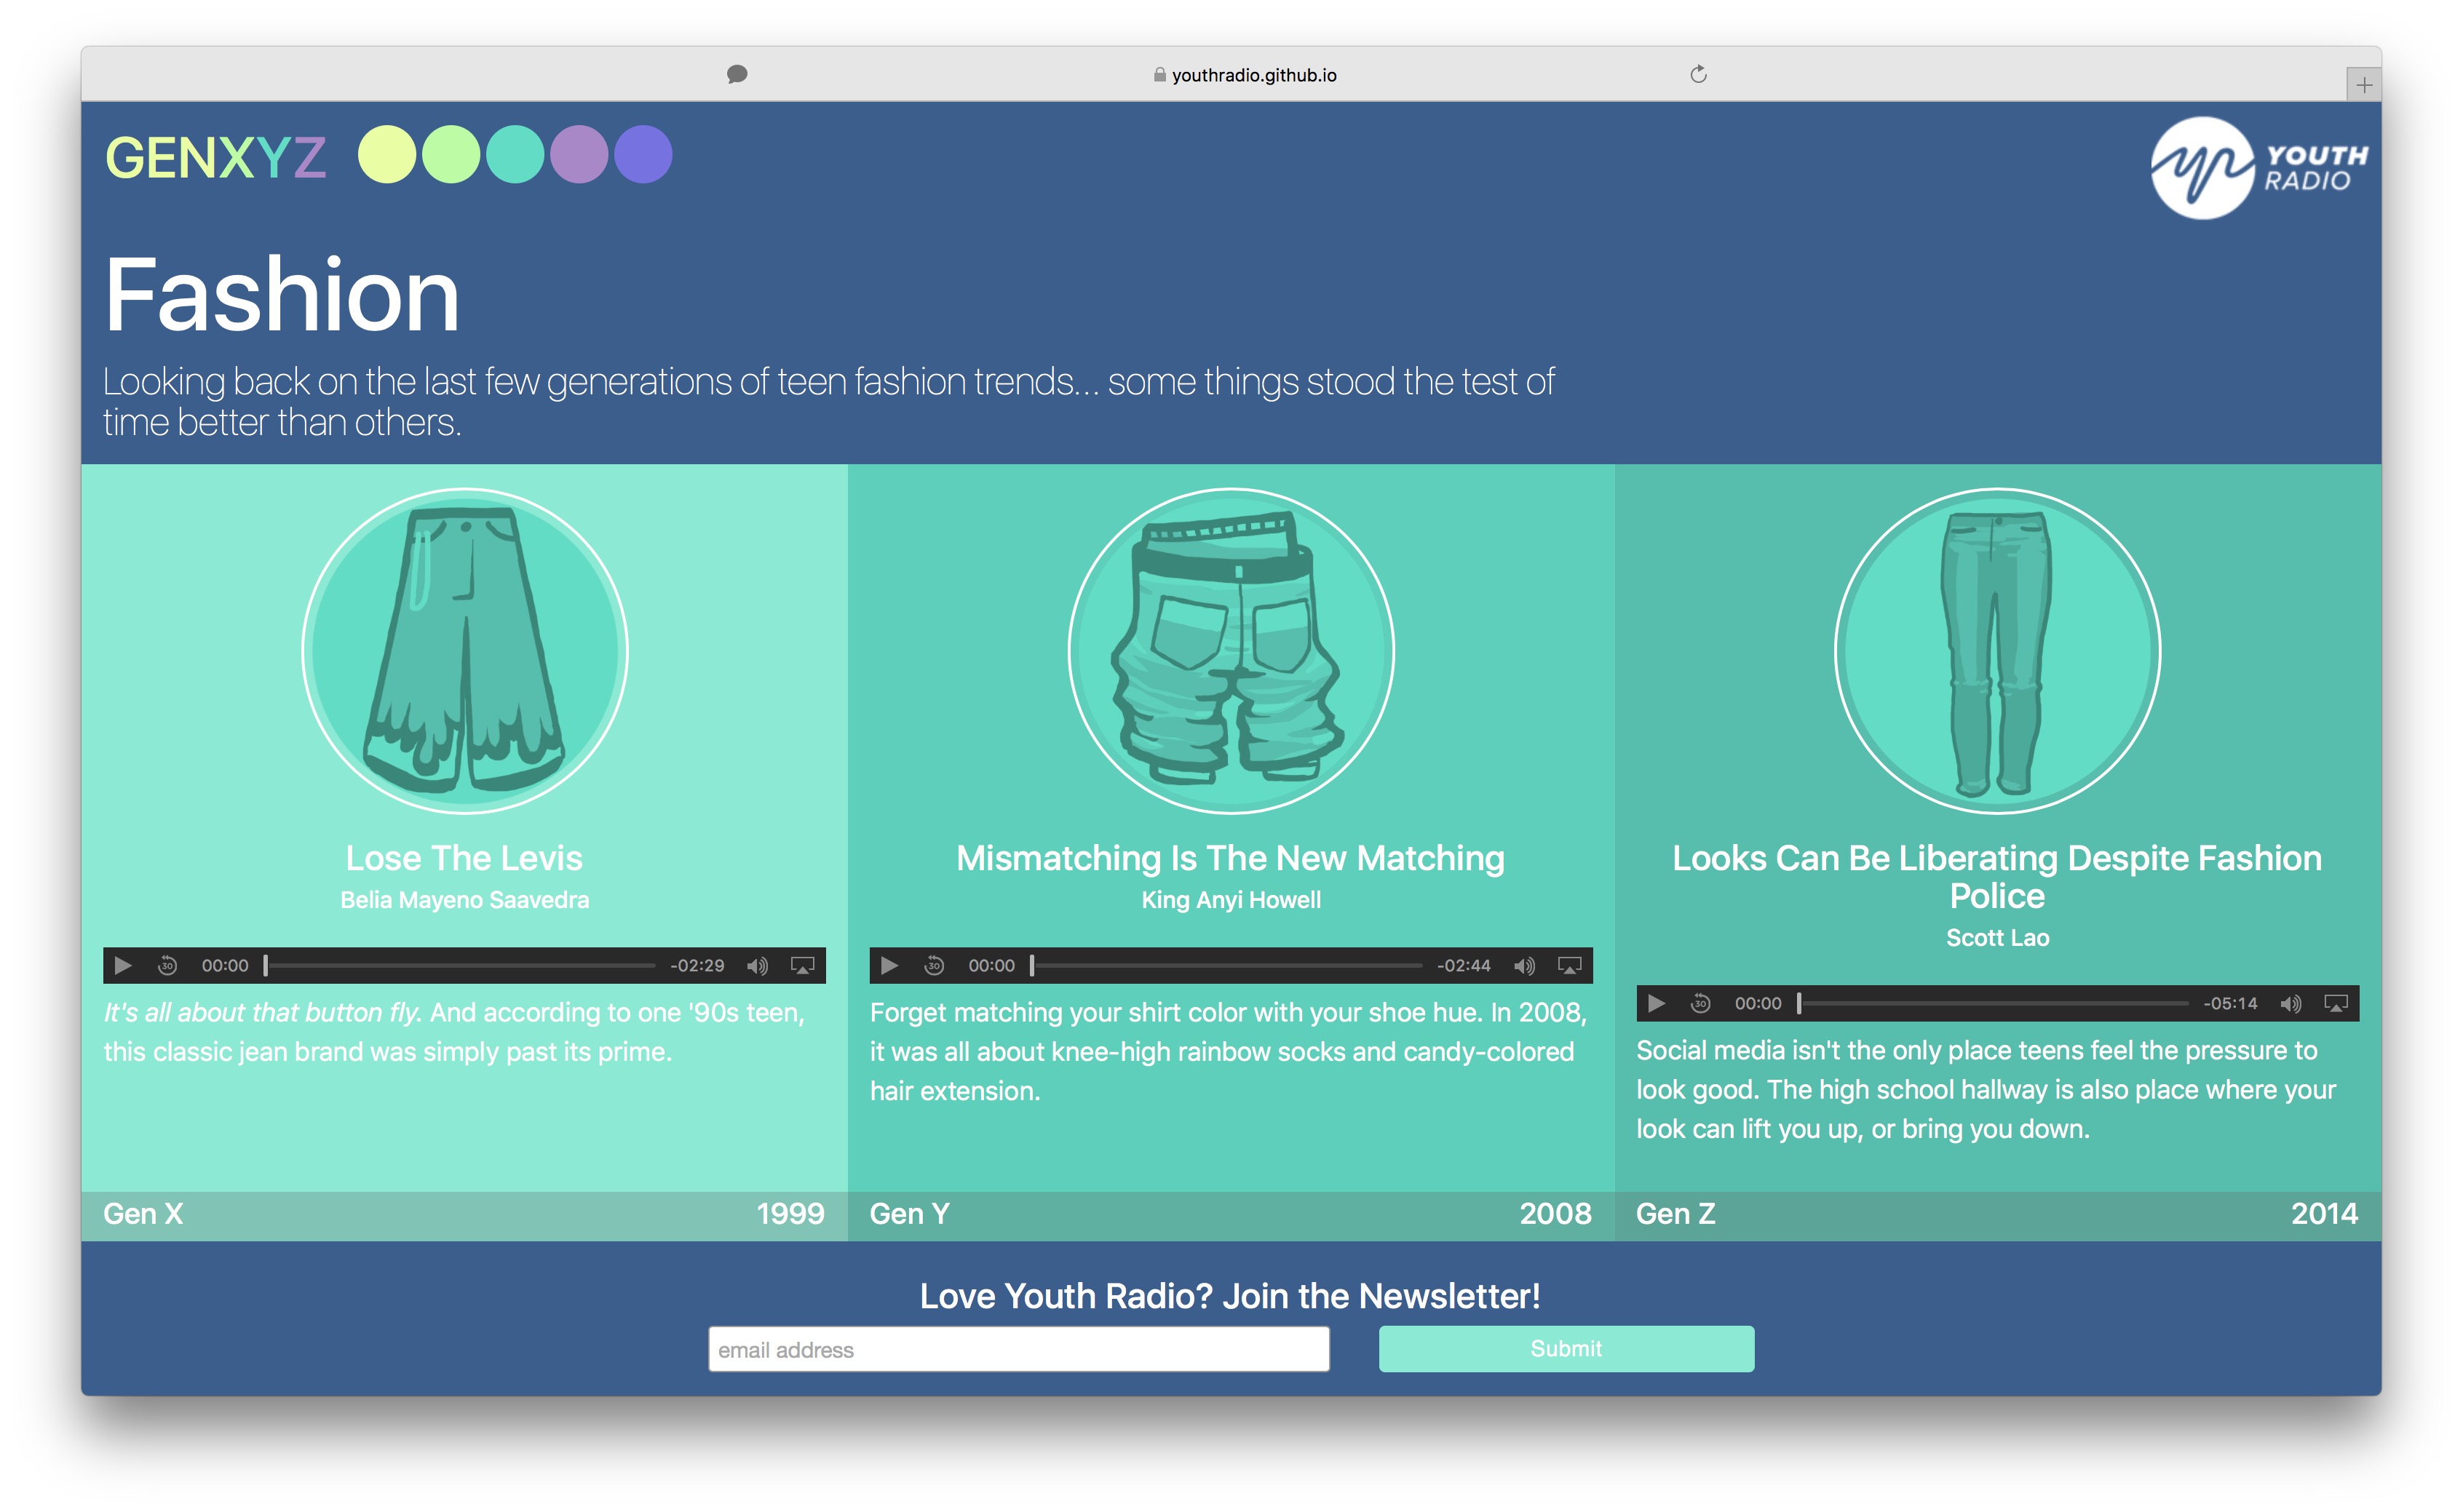 youthradio.github.io
GENXYZ
YOUTH
RADIO
Fashion
Looking back on the last few generations of teen fashion trends... some things stood the test of
time better than others.
Lose The Levis
Belia Mayeno Saavedra
30 00:00 -02:29
It's all about that button fly. And according to one '90s teen,
this classic jean brand was simply past its prime.
Gen X 1999
Mismatching Is The New Matching
King Anyi Howell
30 00:00 -02:44
Forget matching your shirt color with your shoe hue. In 2008,
it was all about knee-high rainbow socks and candy-colored
hair extension.
Gen Y 2008
Looks Can Be Liberating Despite Fashion
Police
Scott Lao
30 00:00 -05:14
Social media isn't the only place teens feel the pressure to
look good. The high school hallway is also place where your
look can lift you up, or bring you down.
Gen Z 2014
Love Youth Radio? Join the Newsletter!
email address
Submit